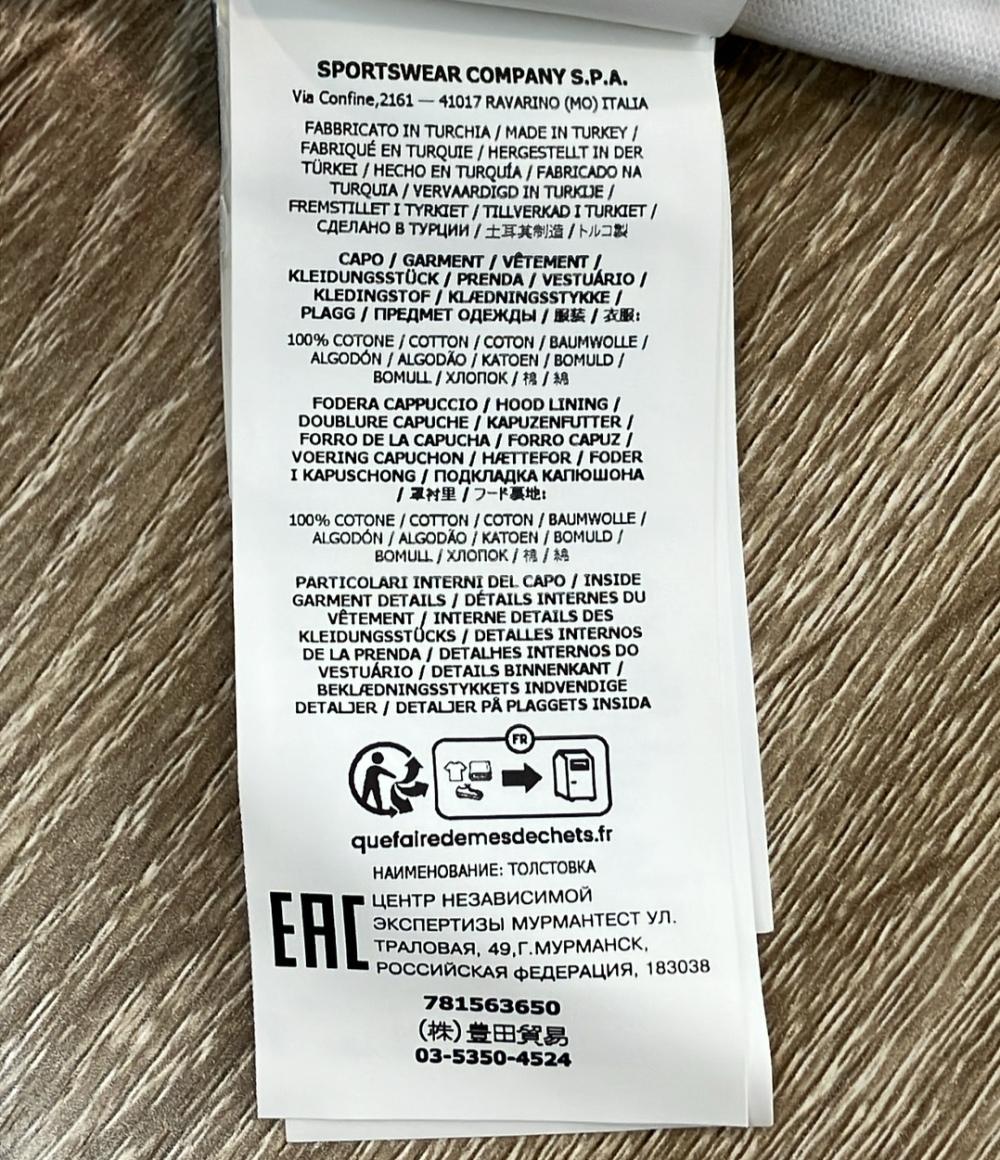 SPORTSWEAR COMPANY S.P.A.
Via Confine,2161 — 41017 RAVARINO (MO) ITALIA
FABBRICATO IN TURCHIA / MADE IN TURKEY /
FABRIQUÉ EN TURQUIE / HERGESTELLT IN DER
TÜRKEI / HECHO EN TURQUÍA / FABRICADO NA
TURQUIA / VERVAARDIGD IN TURKIJE /
FREMSTILLET I TYRKIET / TILLVERKAD I TURKIET /
СДЕЛАНО В ТУРЦИИ / 土耳其制造 / トルコ製
CAPO / GARMENT / VÊTEMENT /
KLEIDUNGSSTÜCK / PRENDA / VESTUÁRIO /
KLEDINGSTOF / KLÆDNINGSSTYKKE /
PLAGG / ПРЕДМЕТ ОДЕЖДЫ / 服装 / 衣服:
100% COTONE / COTTON / COTON / BAUMWOLLE /
ALGODÓN / ALGODÃO / KATOEN / BOMULD /
BOMULL / ХЛОПОК / 棉 / 綿
FODERA CAPPUCCIO / HOOD LINING /
DOUBLURE CAPUCHE / KAPUZENFUTTER /
FORRO DE LA CAPUCHA / FORRO CAPUZ /
VOERING CAPUCHON / HÆTTEFOR / FODER
I KAPUSCHONG / ПОДКЛАДКА КАПЮШОНА
/ 罩衬里 / フード裏地:
100% COTONE / COTTON / COTON / BAUMWOLLE /
ALGODÓN / ALGODÃO / KATOEN / BOMULD /
BOMULL / ХЛОПОК / 棉 / 綿
PARTICOLARI INTERNI DEL CAPO / INSIDE
GARMENT DETAILS / DÉTAILS INTERNES DU
VÊTEMENT / INTERNE DETAILS DES
KLEIDUNGSSTÜCKS / DETALLES INTERNOS
DE LA PRENDA / DETALHES INTERNOS DO
VESTUÁRIO / DETAILS BINNENKANT /
BEKLÆDNINGSSTYKKETS INDVENDIGE
DETALJER / DETALJER PÅ PLAGGETS INSIDA
FR
quefairedemesdechets.fr
НАИМЕНОВАНИЕ: ТОЛСТОВКА
EAC
ЦЕНТР НЕЗАВИСИМОЙ
ЭКСПЕРТИЗЫ МУРМАНТЕСТ УЛ.
ТРАЛОВАЯ, 49,Г.МУРМАНСК,
РОССИЙСКАЯ ФЕДЕРАЦИЯ, 183038
781563650
(株)豊田貿易
03-5350-4524